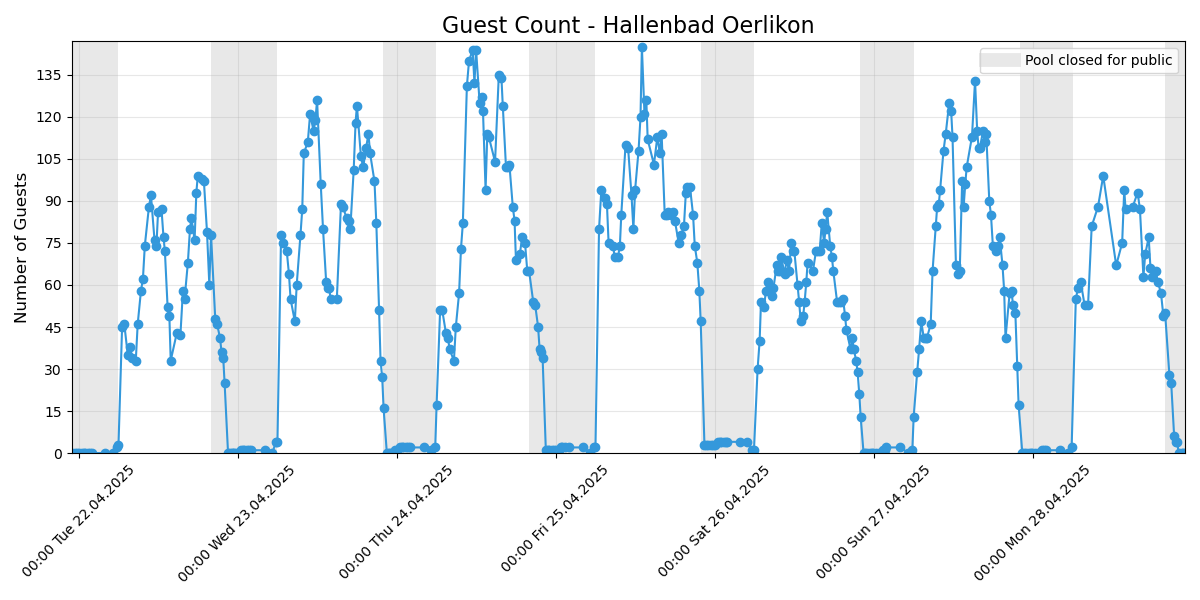 Guest Count - Hallenbad Oerlikon
Pool closed for public
Number of Guests
135
120
105
90
75
60
45
30
15
0
00:00 Tue 22.04.2025
00:00 Wed 23.04.2025
00:00 Thu 24.04.2025
00:00 Fri 25.04.2025
00:00 Sat 26.04.2025
00:00 Sun 27.04.2025
00:00 Mon 28.04.2025